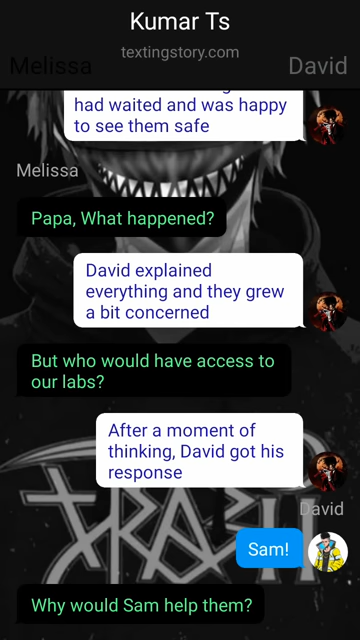 Kumar Ts
textingstory.com
Melissa
David
had waited and was happy
to see them safe
Melissa
Papa, What happened?
David explained
everything and they grew
a bit concerned
But who would have access to
our labs?
After a moment of
thinking, David got his
response
David
Sam!
Why would Sam help them?